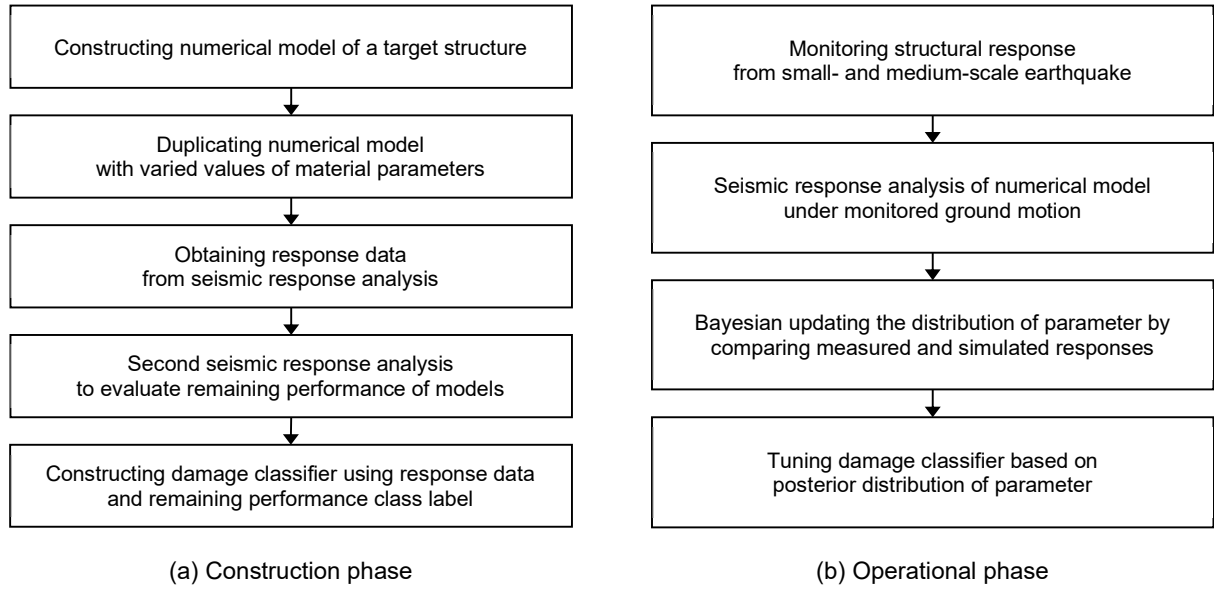 Constructing numerical model of a target structure
Duplicating numerical model
with varied values of material parameters
Obtaining response data
from seismic response analysis
Second seismic response analysis
to evaluate remaining performance of models
Constructing damage classifier using response data
and remaining performance class label
(a) Construction phase
Monitoring structural response
from small- and medium-scale earthquake
Seismic response analysis of numerical model
under monitored ground motion
Bayesian updating the distribution of parameter by
comparing measured and simulated responses
Tuning damage classifier based on
posterior distribution of parameter
(b) Operational phase